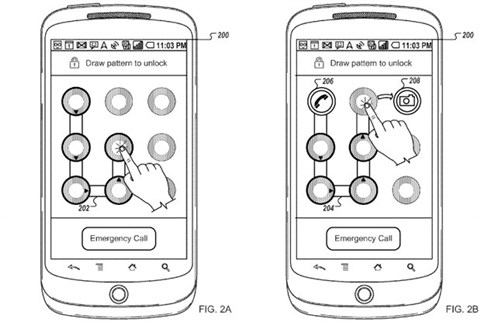 11:03 PM
200
Draw pattern to unlock
202
Emergency Call
FIG. 2A
11:03 PM
200
Draw pattern to unlock
206
208
204
Emergency Call
FIG. 2B